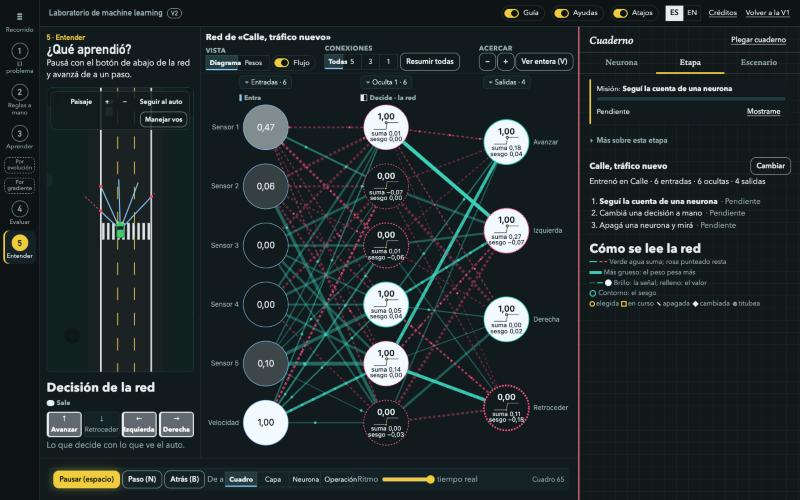 Recorrido
1
El problema
2
Reglas a mano
3
Aprender
Por evolución
Por gradiente
4
Evaluar
5
Entender
Laboratorio de machine learning V2
Guía
Ayudas
Atajos
ES EN
Créditos
Volver a la V1
5 · Entender
¿Qué aprendió?
Pausá con el botón de abajo de la red
y avanzá de a un paso.
Paisaje + − Seguir al auto
Manejar vos
Decisión de la red
Sale
↑ Avanzar
↓ Retroceder
← Izquierda
→ Derecha
Lo que decide con lo que ve el auto.
Red de «Calle, tráfico nuevo»
VISTA
Diagrama Pesos
Flujo
CONEXIONES
Todas 5 3 1
Resumir todas
ACERCAR
− + Ver entera (V)
Entradas · 6
Oculta 1 · 6
Salidas · 4
Entra
Decide · la red
Sensor 1 0,47
Sensor 2 0,06
Sensor 3 0,00
Sensor 4 0,00
Sensor 5 0,10
Velocidad 1,00
1,00
suma 0,01
sesgo 0,00
0,00
suma −0,07
sesgo 0,00
0,00
suma 0,01
sesgo −0,06
1,00
suma 0,05
sesgo 0,04
1,00
suma 0,14
sesgo 0,00
0,00
sesgo −0,03
1,00
suma 0,18
sesgo 0,04
Avanzar
1,00
suma 0,27
sesgo −0,07
Izquierda
1,00
suma 0,00
sesgo 0,02
Derecha
0,00
suma 0,11
sesgo −0,18
Retroceder
Pausar (espacio)
Paso (N)
Atrás (B)
De a
Cuadro Capa Neurona Operación
Ritmo
tiempo real
Cuadro 65
Cuaderno
Plegar cuaderno
Neurona Etapa Escenario
Misión: Seguí la cuenta de una neurona
Pendiente
Mostrame
Más sobre esta etapa
Calle, tráfico nuevo
Cambiar
Entrenó en Calle · 6 entradas · 6 ocultas · 4 salidas
1. Seguí la cuenta de una neurona · Pendiente
2. Cambiá una decisión a mano · Pendiente
3. Apagá una neurona y mirá · Pendiente
Cómo se lee la red
Verde agua suma; rosa punteado resta
Más grueso: el peso pesa más
Brillo: la señal; relleno: el valor
Contorno: el sesgo
elegida en curso apagada cambiada titubea